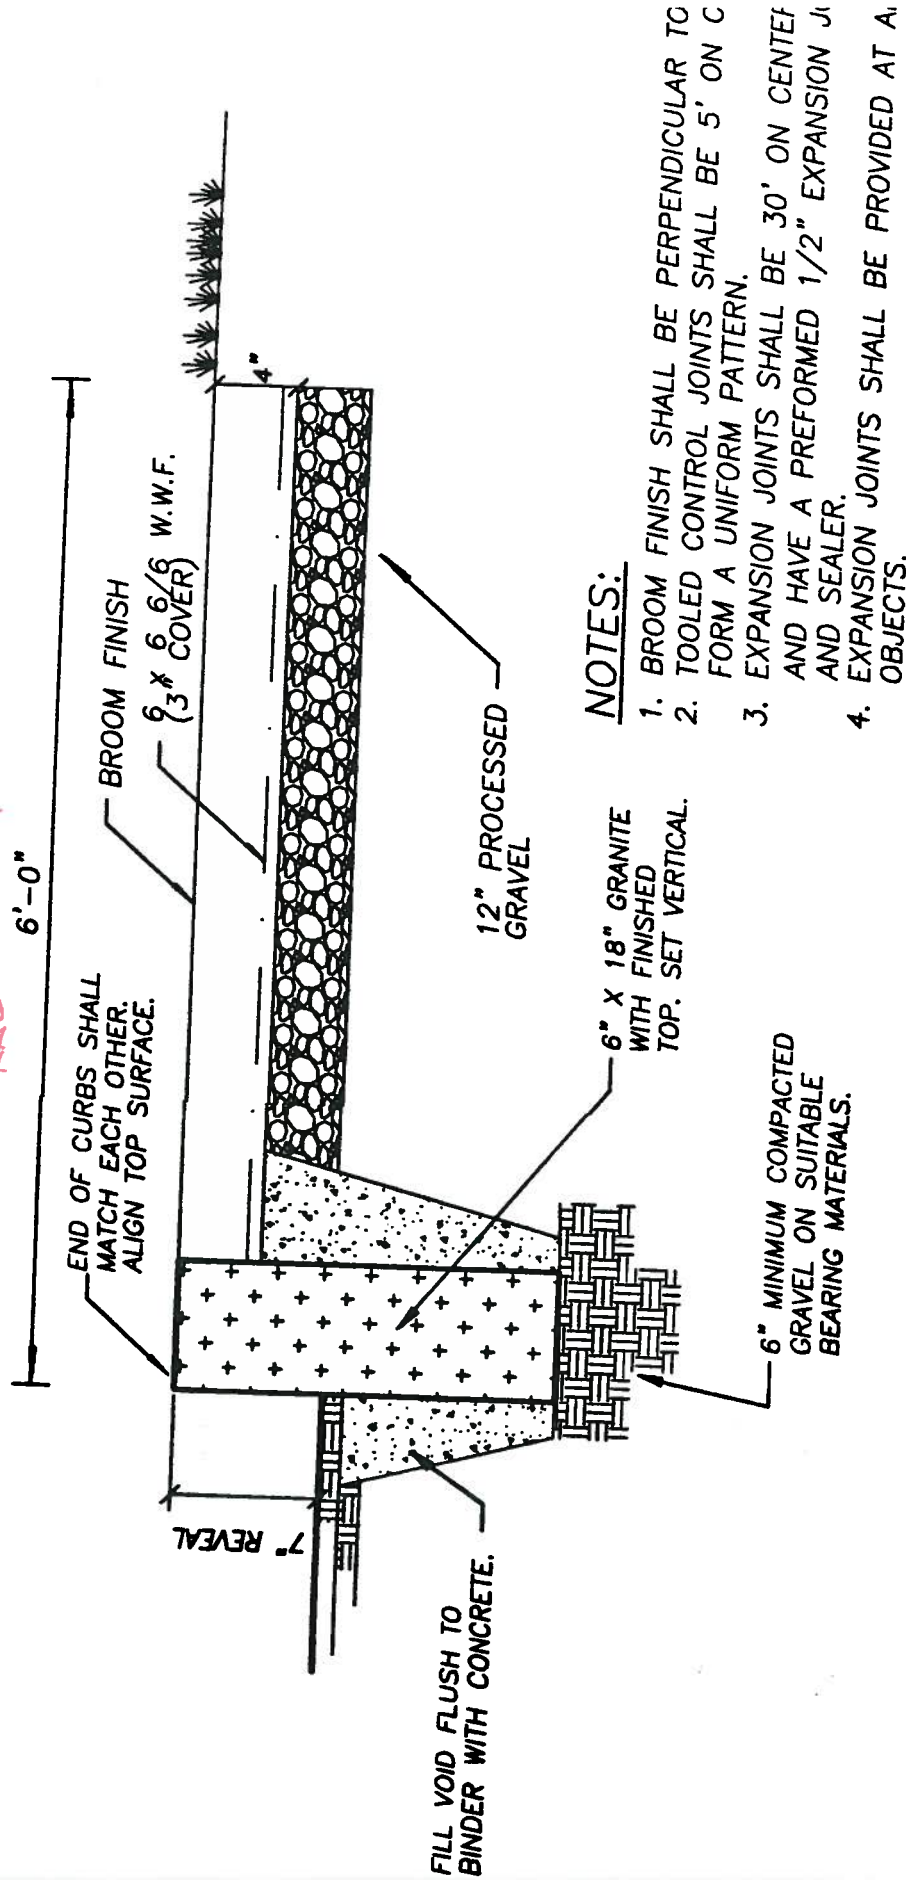 6'-0"
END OF CURBS SHALL
MATCH EACH OTHER.
ALIGN TOP SURFACE.
BROOM FINISH
6 X 6 6/6 W.W.F.
(3" COVER)
4"
7" REVEAL
FILL VOID FLUSH TO
BINDER WITH CONCRETE.
12" PROCESSED
GRAVEL
6" X 18" GRANITE
WITH FINISHED
TOP. SET VERTICAL.
6" MINIMUM COMPACTED
GRAVEL ON SUITABLE
BEARING MATERIALS.
NOTES:
1. BROOM FINISH SHALL BE PERPENDICULAR TO
2. TOOLED CONTROL JOINTS SHALL BE 5' ON C
FORM A UNIFORM PATTERN.
3. EXPANSION JOINTS SHALL BE 30' ON CENTER
AND HAVE A PREFORMED 1/2" EXPANSION
AND SEALER.
4. EXPANSION JOINTS SHALL BE PROVIDED AT
OBJECTS.